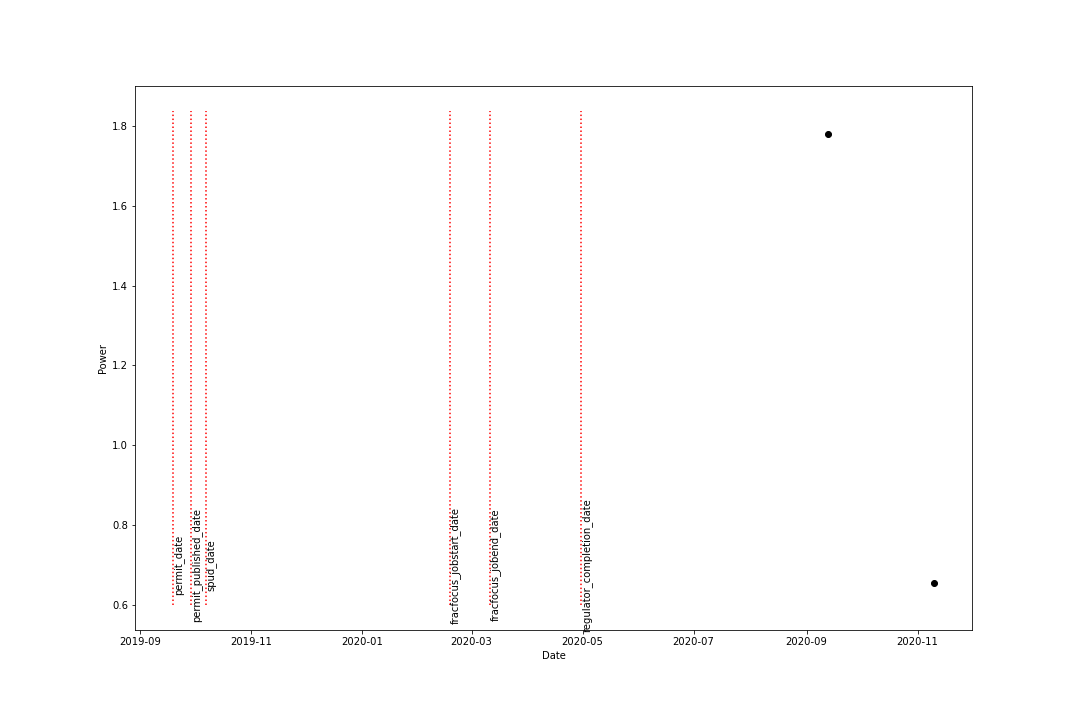 1.8
1.6
1.4
1.2
1.0
0.8
0.6
Power
permit_date
permit_published_date
spud_date
fracfocus_jobstart_date
fracfocus_jobend_date
regulator_completion_date
2019-09
2019-11
2020-01
2020-03
2020-05
2020-07
2020-09
2020-11
Date